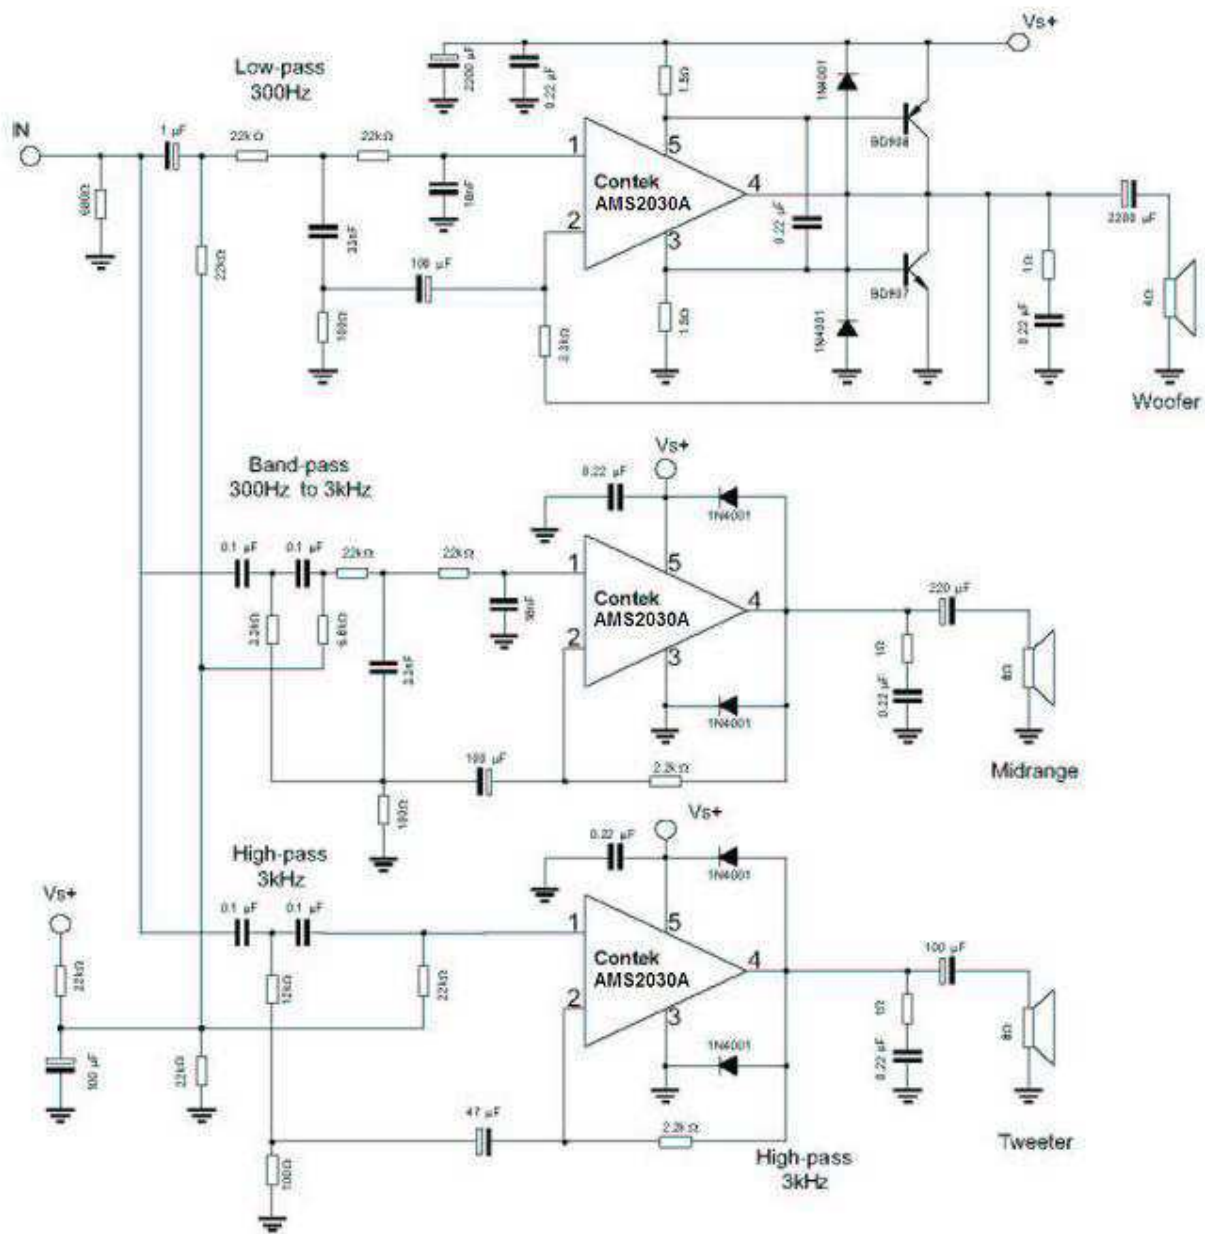 Vs+
Low-pass
300Hz
2200 µF
0.22 µF
1.5Ω
1N4001
IN
1 µF
22kΩ
22kΩ
1
5
BD908
680Ω
18nF
Contek
AMS2030A
4
2
3
0.22 µF
2200 µF
33nF
22kΩ
100 µF
1Ω
BD907
4Ω
100Ω
1.5Ω
1N4001
0.22 µF
Woofer
Vs+
Band-pass
300Hz to 3kHz
0.22 µF
1N4001
0.1 µF
0.1 µF
22kΩ
22kΩ
1
5
Contek
AMS2030A
4
220 µF
3.3kΩ
6.8kΩ
2
3
3.3nF
1Ω
8Ω
0.22 µF
1N4001
Midrange
100 µF
2.2kΩ
100Ω
Vs+
High-pass
3kHz
0.22 µF
1N4001
Vs+
0.1 µF
0.1 µF
1
5
22kΩ
12kΩ
22kΩ
Contek
AMS2030A
4
100 µF
2
3
1Ω
8Ω
1N4001
0.22 µF
100 µF
22kΩ
47 µF
2.2kΩ
Tweeter
High-pass
3kHz
100Ω